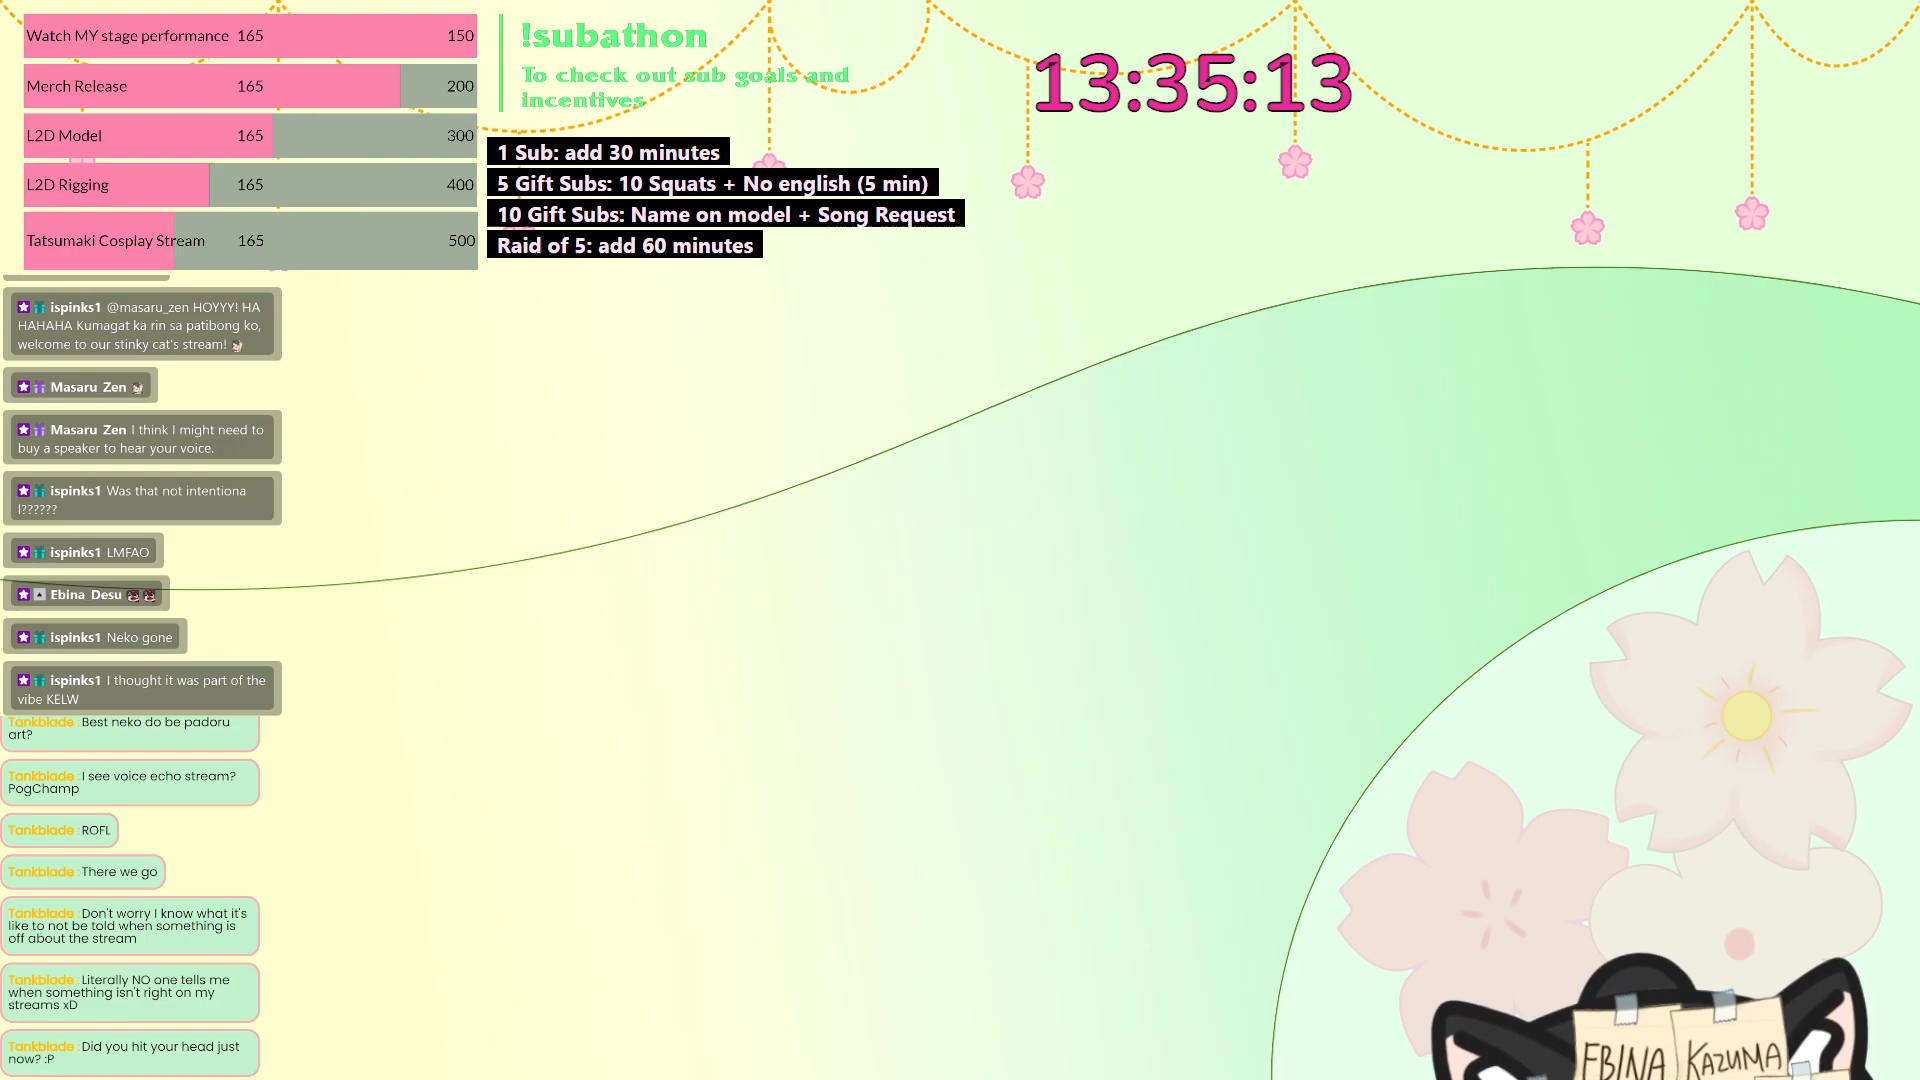 Watch MY stage performance 165 150
Merch Release 165 200
L2D Model 165 300
L2D Rigging 165 400
Tatsumaki Cosplay Stream 165 500
!subathon
To check out sub goals and
incentives
1 Sub: add 30 minutes
5 Gift Subs: 10 Squats + No english (5 min)
10 Gift Subs: Name on model + Song Request
Raid of 5: add 60 minutes
13:35:13
ispinks1 @masaru_zen HOYYY! HA
HAHAHA Kumagat ka rin sa patibong ko,
welcome to our stinky cat's stream!
Masaru_Zen
Masaru_Zen I think I might need to
buy a speaker to hear your voice.
ispinks1 Was that not intentiona
l??????
ispinks1 LMFAO
Ebina_Desu
ispinks1 Neko gone
ispinks1 I thought it was part of the
vibe KELW
Tankblade : Best neko do be padoru
art?
Tankblade : I see voice echo stream?
PogChamp
Tankblade : ROFL
Tankblade : There we go
Tankblade : Don't worry I know what it's
like to not be told when something is
off about the stream
Tankblade : Literally NO one tells me
when something isn't right on my
streams xD
Tankblade : Did you hit your head just
now? :P
EBINA KAZUMA